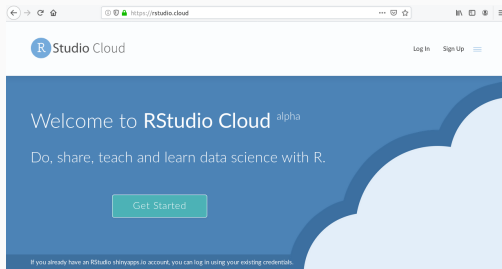 https://rstudio.cloud
R Studio Cloud
Log In Sign Up
Welcome to RStudio Cloud alpha
Do, share, teach and learn data science with R.
Get Started
If you already have an RStudio shinyapps.io account, you can log in using your existing credentials.